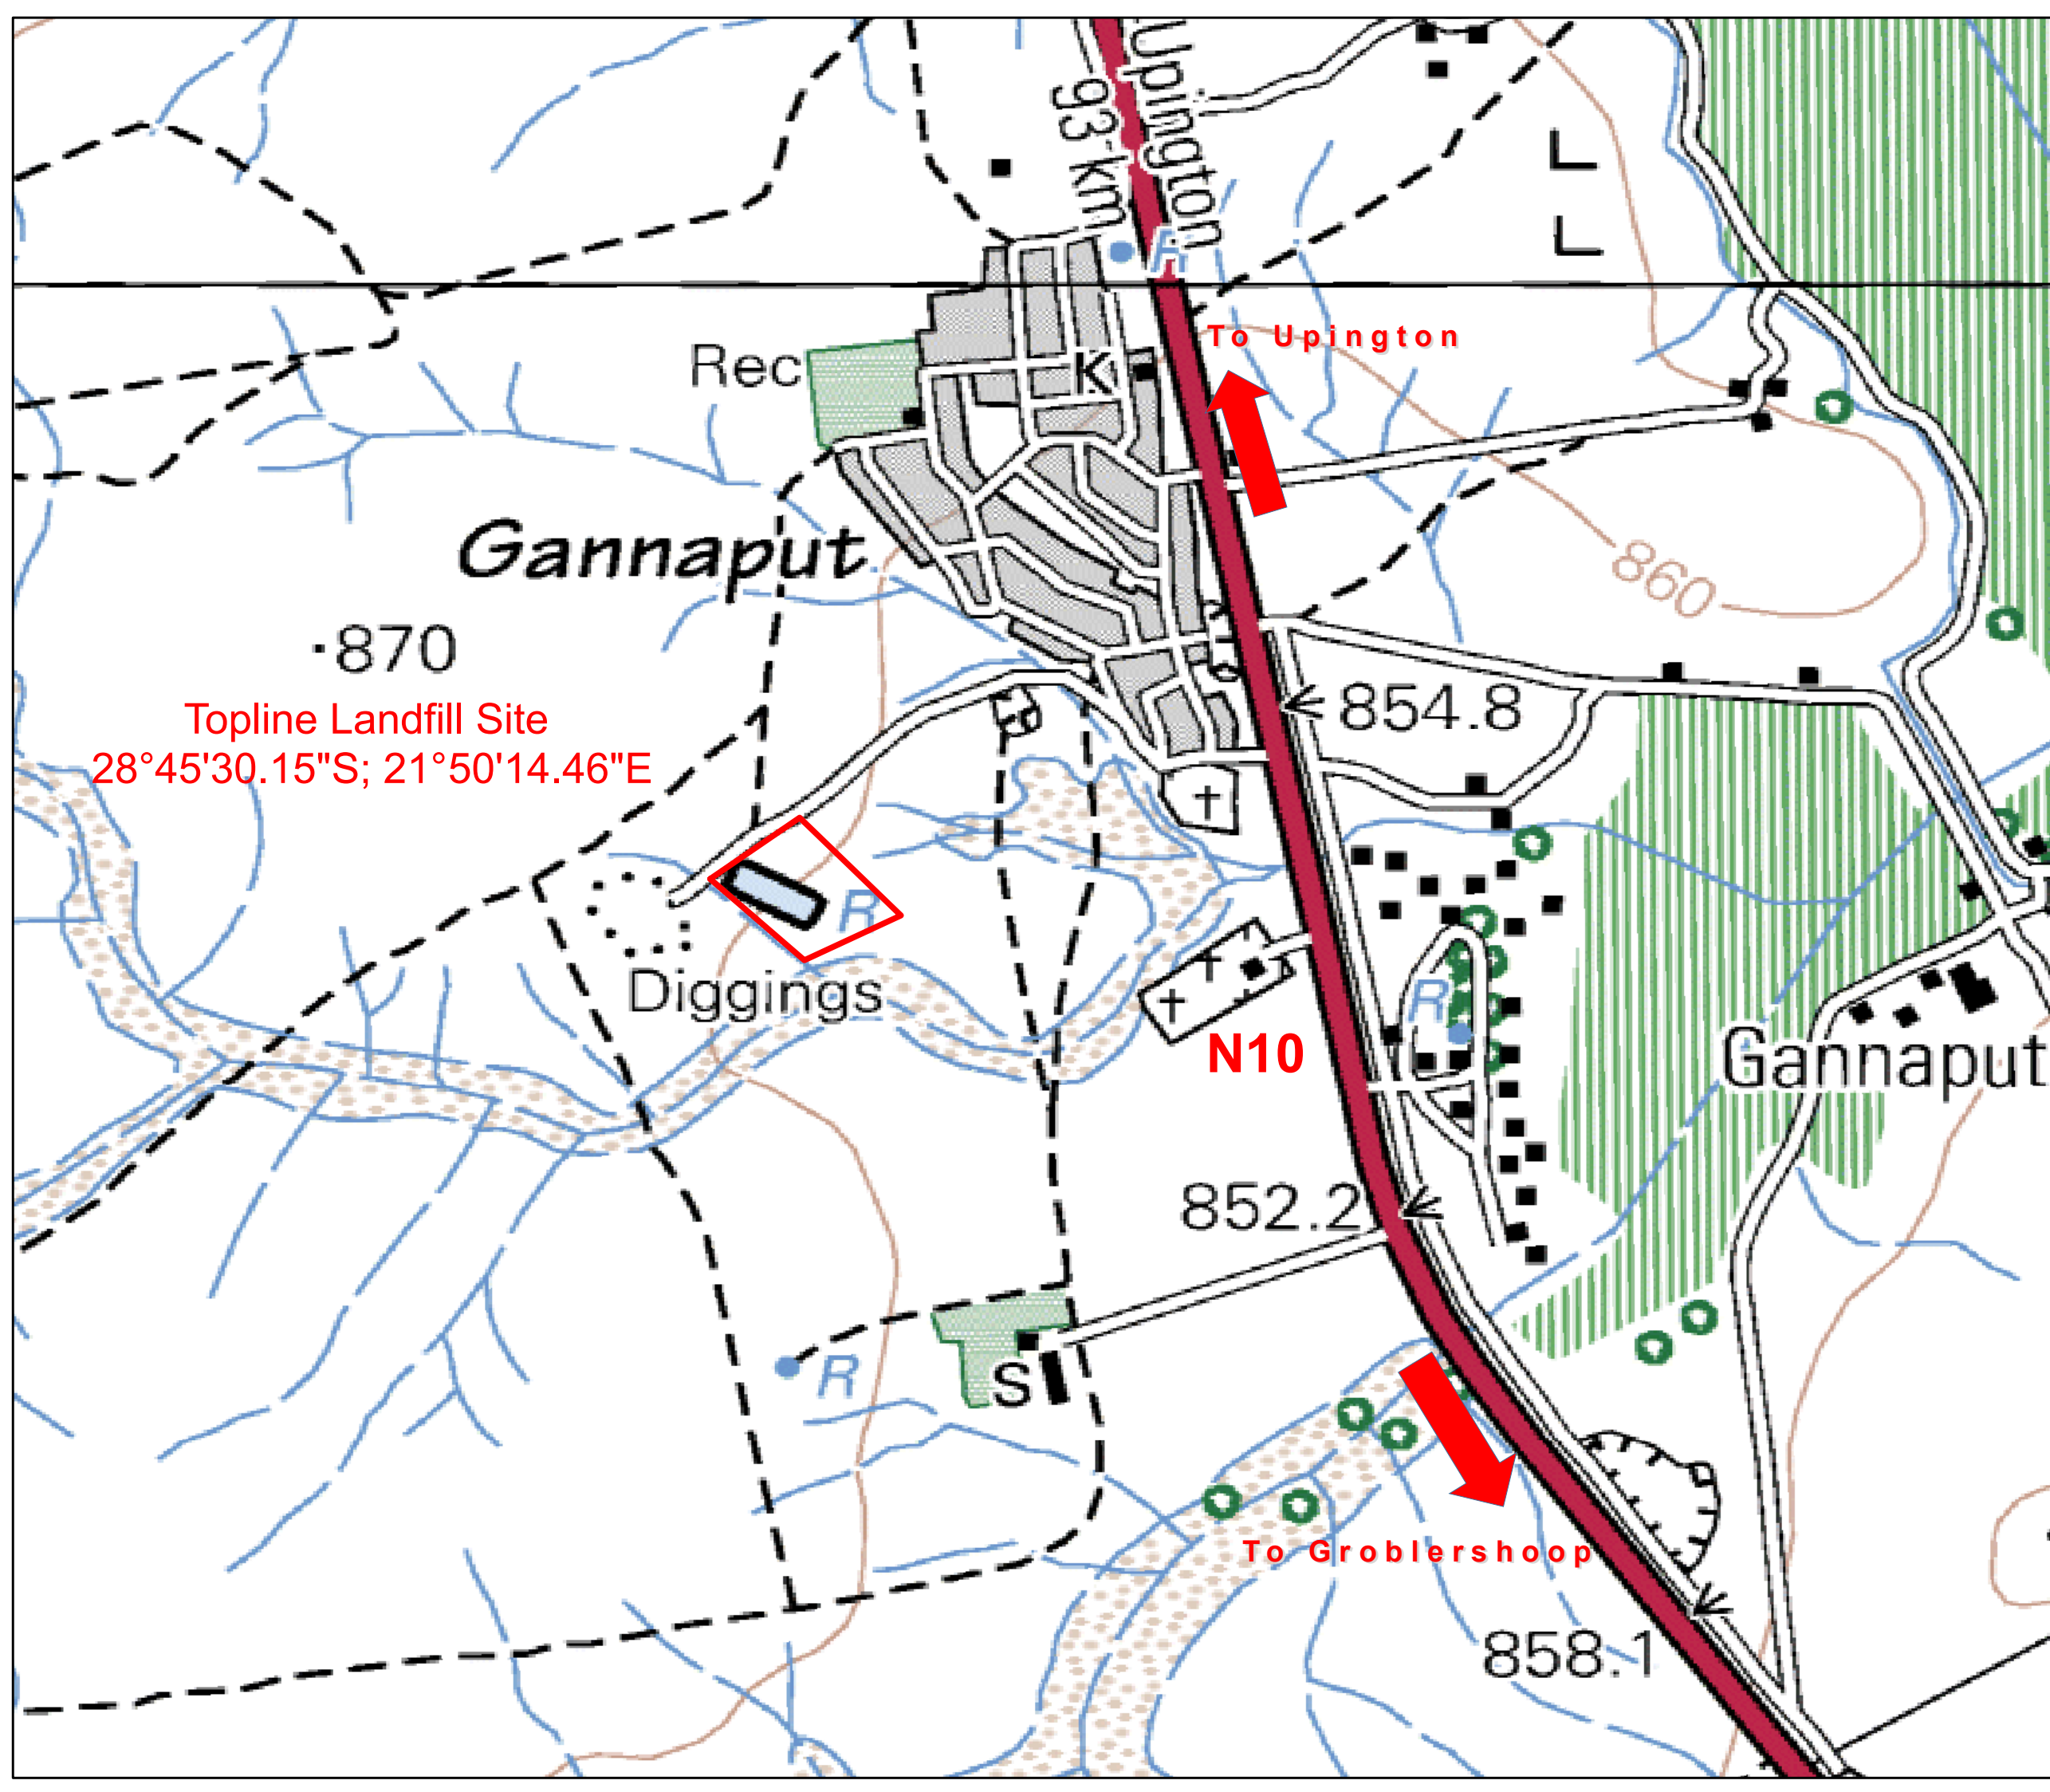 Upington
93 km
R
To Upington
Rec
K
Gannaput
860
870
854.8
Topline Landfill Site
28°45'30.15"S; 21°50'14.46"E
R
Diggings
R
N10
Gannaput
852.2
R
S
To Groblershoop
858.1